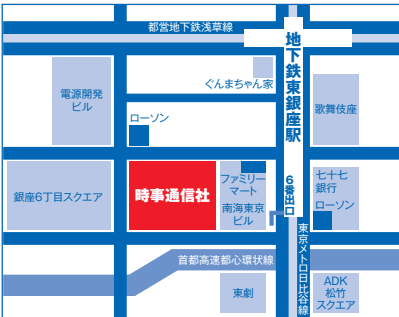 都営地下鉄浅草線
地下鉄東銀座駅
ぐんまちゃん家
電源開発
ビル
歌舞伎座
ローソン
銀座6丁目スクエア
時事通信社
ファミリー
マート
南海東京
ビル
6番出口
七十七
銀行
ローソン
東京メトロ日比谷線
首都高速都心環状線
東劇
ADK
松竹
スクエア